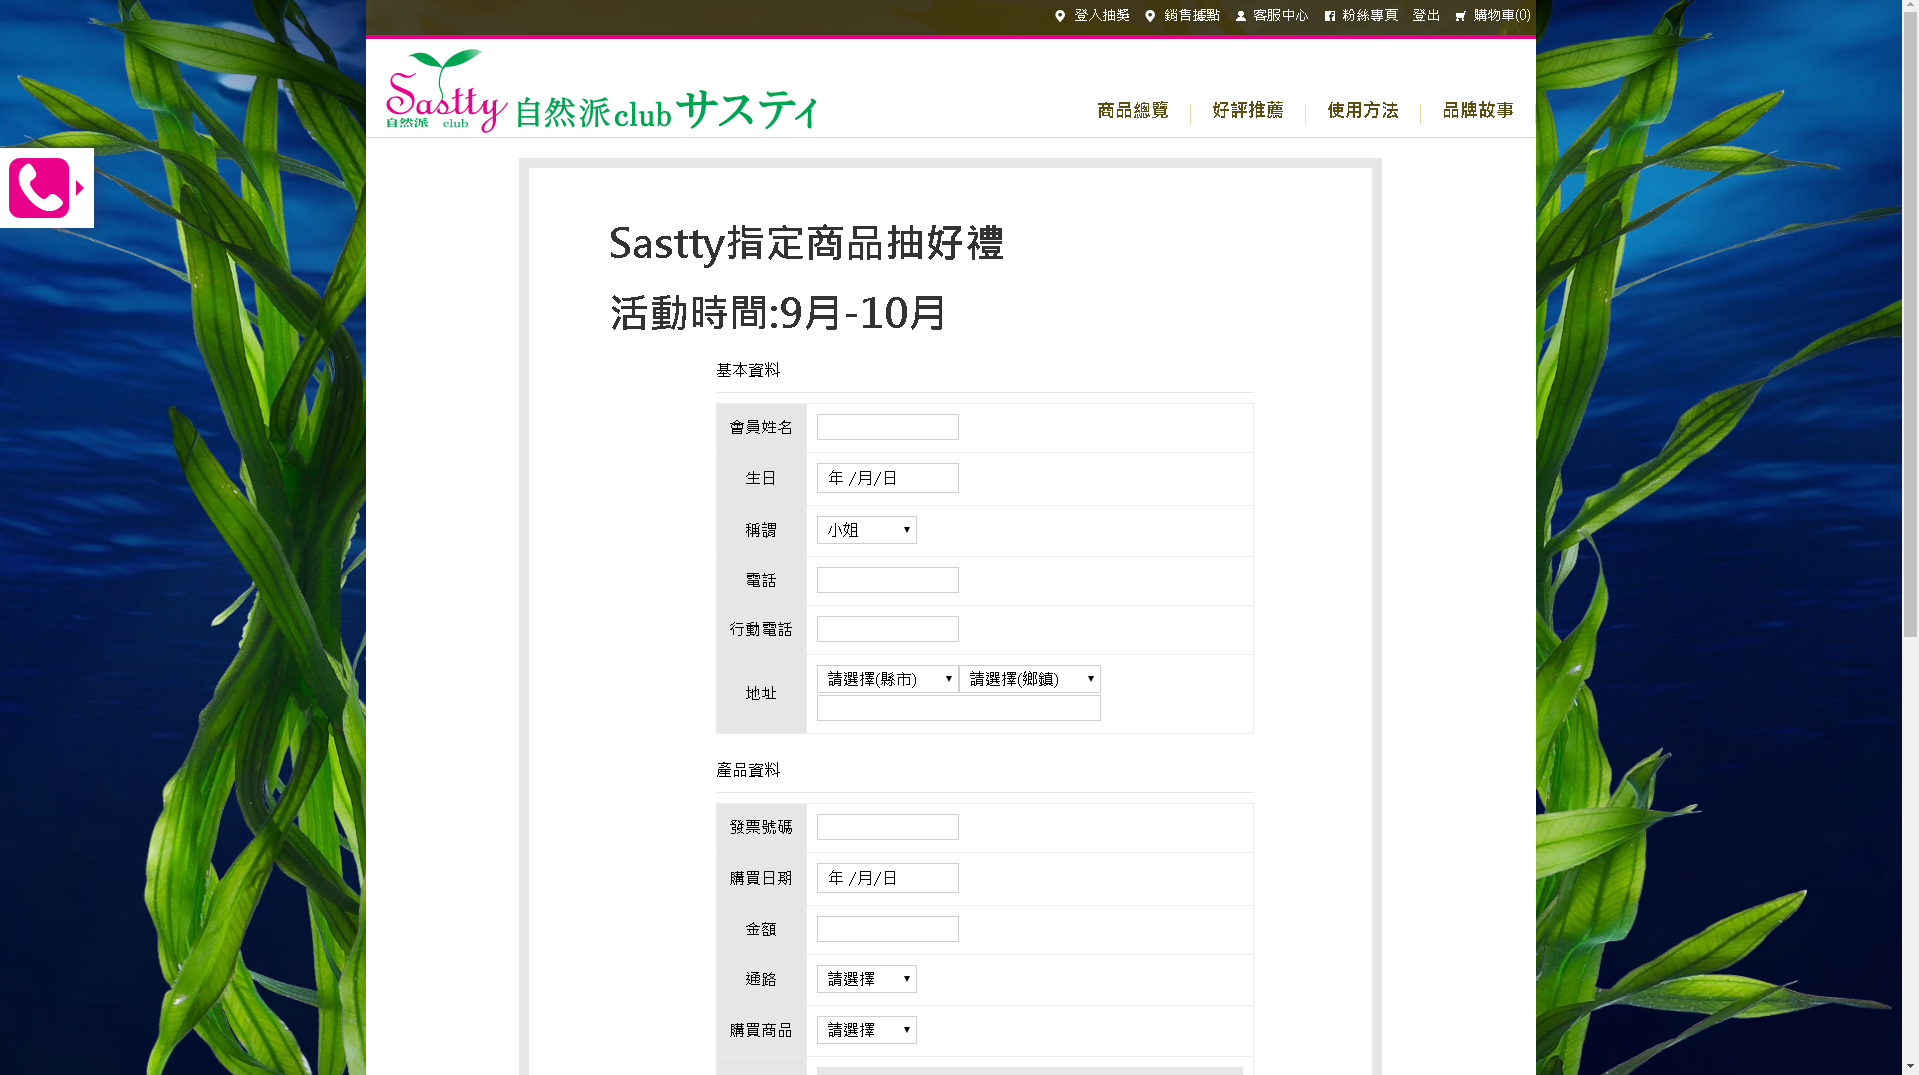 登入抽獎 銷售據點 客服中心 粉絲專頁 登出 購物車(0)
Sastty 自然派 club 自然派club サスティ
商品總覽 好評推薦 使用方法 品牌故事
Sastty指定商品抽好禮
活動時間:9月-10月
基本資料
會員姓名
生日 年 /月/日
稱謂 小姐
電話
行動電話
地址 請選擇(縣市) 請選擇(鄉鎮)
產品資料
發票號碼
購買日期 年 /月/日
金額
通路 請選擇
購買商品 請選擇